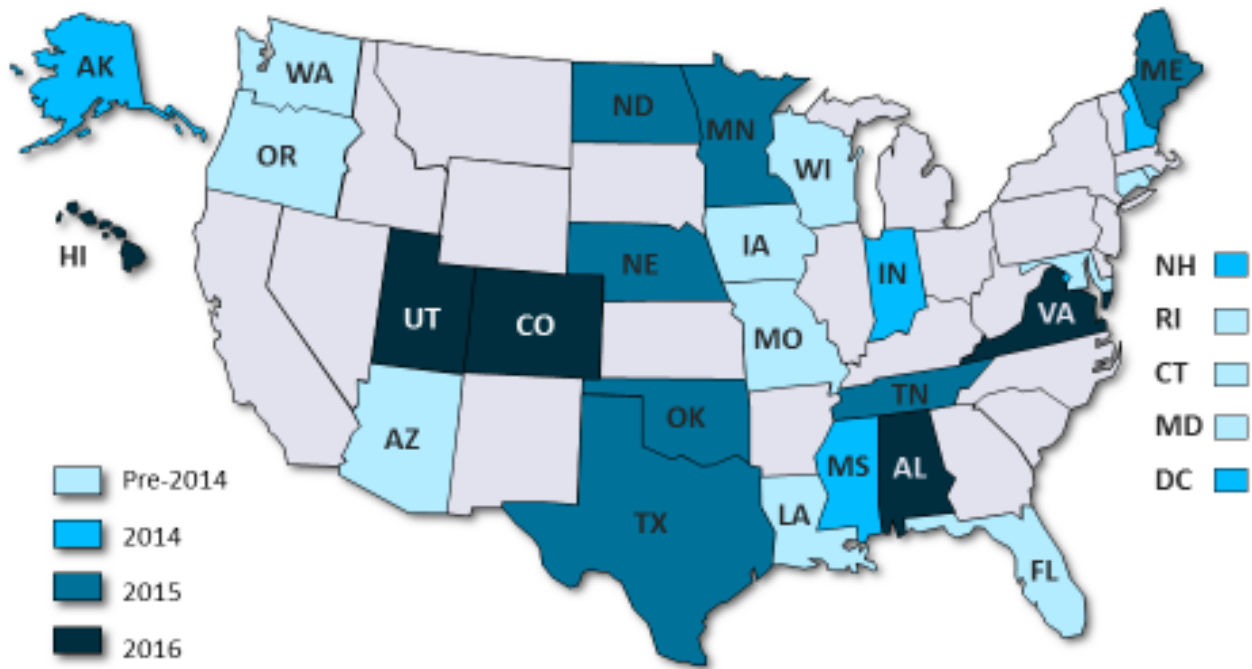 AK
WA
ND
ME
MN
OR
WI
HI
IA
NE
IN
NH
UT
CO
VA
MO
RI
TN
CT
OK
AZ
MS
AL
MD
Pre-2014
DC
LA
TX
2014
FL
2015
2016